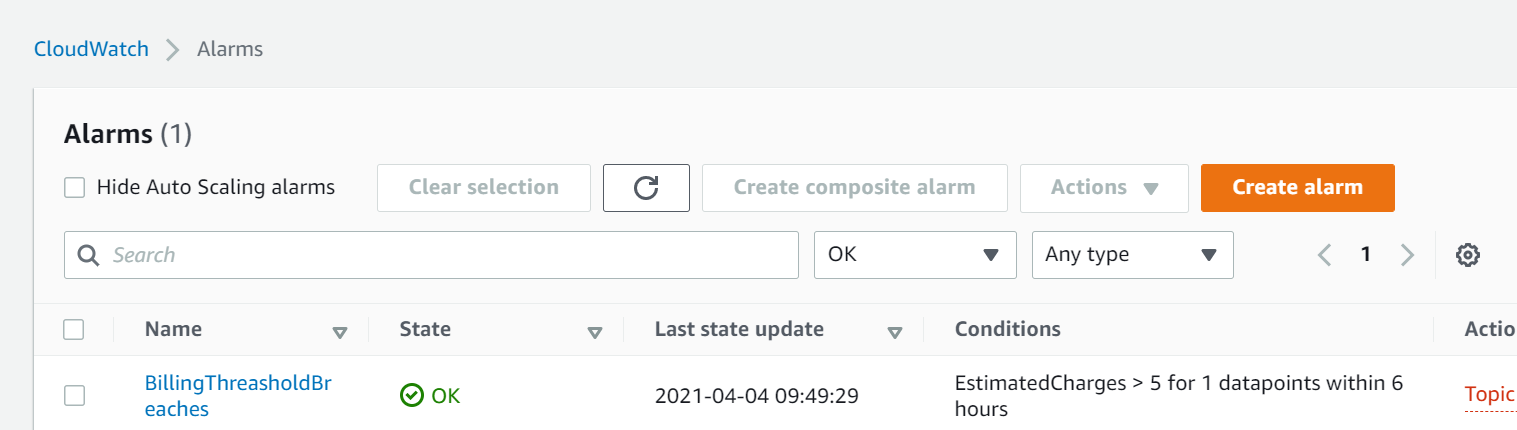 CloudWatch > Alarms
Alarms (1)
Hide Auto Scaling alarms Clear selection Create composite alarm Actions Create alarm
Search OK Any type 1
Name State Last state update Conditions Actio
BillingThreasholdBr
eaches
OK
2021-04-04 09:49:29
EstimatedCharges > 5 for 1 datapoints within 6
hours
Topic